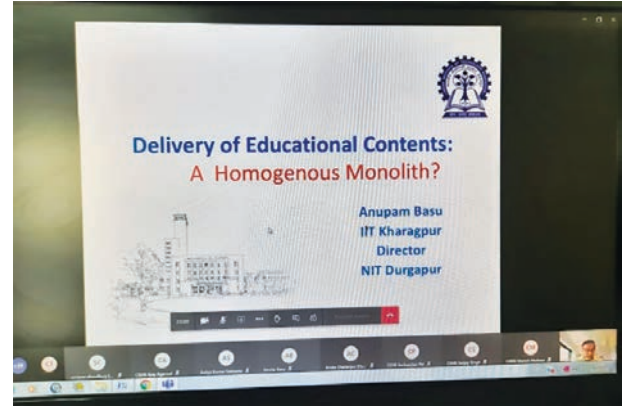 Delivery of Educational Contents:
A Homogenous Monolith?
Anupam Basu
IIT Kharagpur
Director
NIT Durgapur